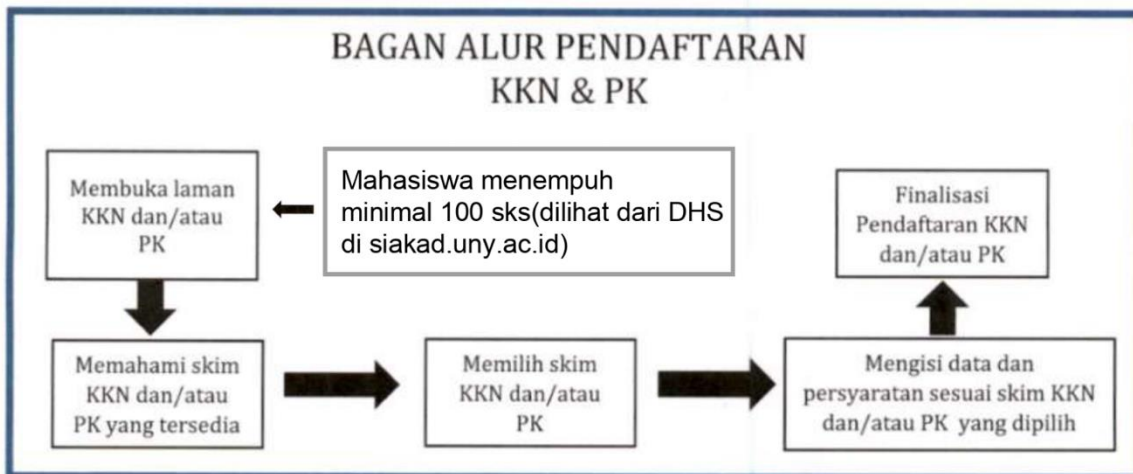 BAGAN ALUR PENDAFTARAN
KKN & PK
Mahasiswa menempuh
minimal 100 sks(dilihat dari DHS
di siakad.uny.ac.id)
Membuka laman
KKN dan/atau
PK
Memahami skim
KKN dan/atau
PK yang tersedia
Memilih skim
KKN dan/atau
PK
Mengisi data dan
persyaratan sesuai skim KKN
dan/atau PK yang dipilih
Finalisasi
Pendaftaran KKN
dan/atau PK